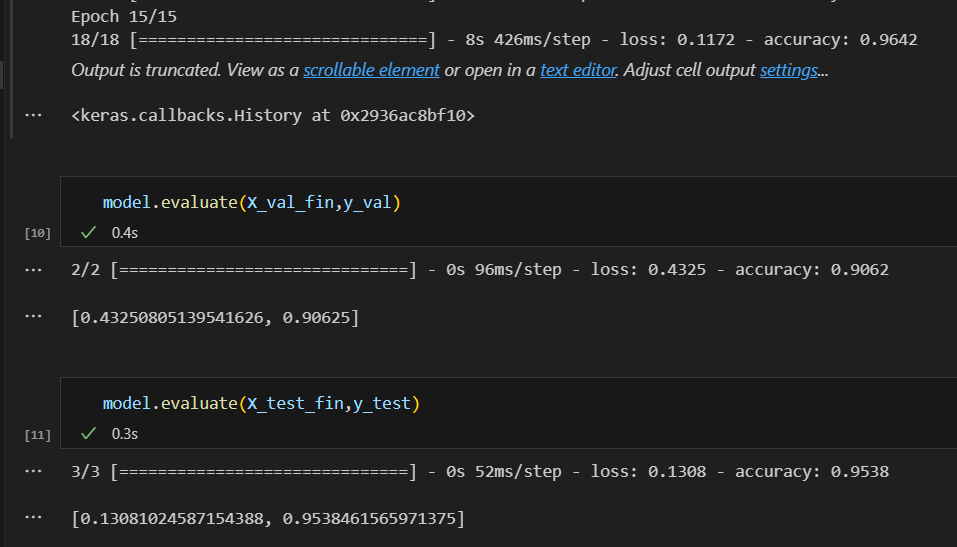 Epoch 15/15
18/18 [==============================] - 8s 426ms/step - loss: 0.1172 - accuracy: 0.9642
Output is truncated. View as a scrollable element or open in a text editor. Adjust cell output settings...
... <keras.callbacks.History at 0x2936ac8bf10>
model.evaluate(X_val_fin,y_val)
[10] ✓ 0.4s
... 2/2 [==============================] - 0s 96ms/step - loss: 0.4325 - accuracy: 0.9062
... [0.43250805139541626, 0.90625]
model.evaluate(X_test_fin,y_test)
[11] ✓ 0.3s
... 3/3 [==============================] - 0s 52ms/step - loss: 0.1308 - accuracy: 0.9538
... [0.13081024587154388, 0.9538461565971375]